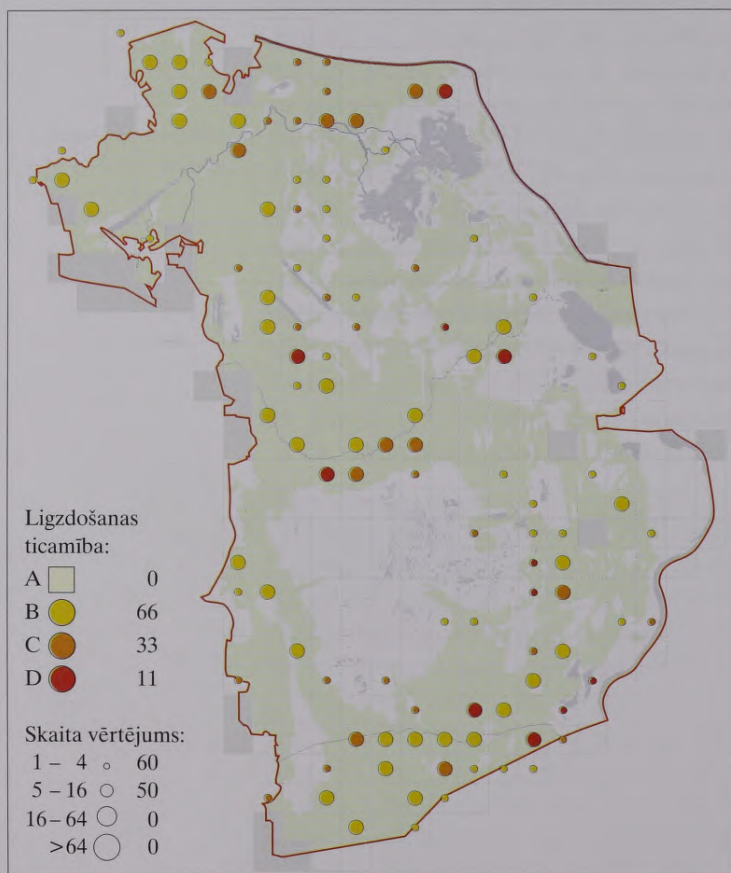 Ligzdošanas
ticamība:
A 0
B 66
C 33
D 11
Skaita vērtējums:
1 – 4 60
5 – 16 50
16 – 64 0
>64 0